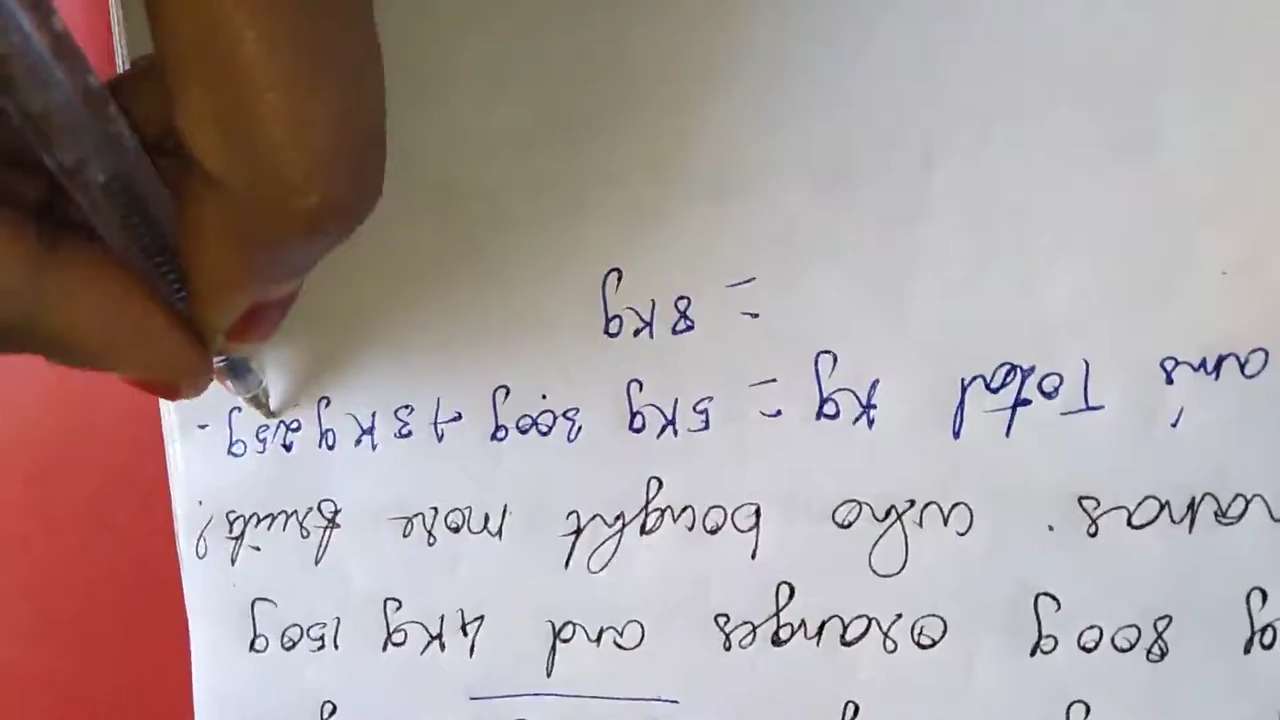 g 800g oranges and 4Kg 150g
who bought more fruits?
ans Total Kg = 5Kg 300g + 3Kg 25g.
= 8Kg